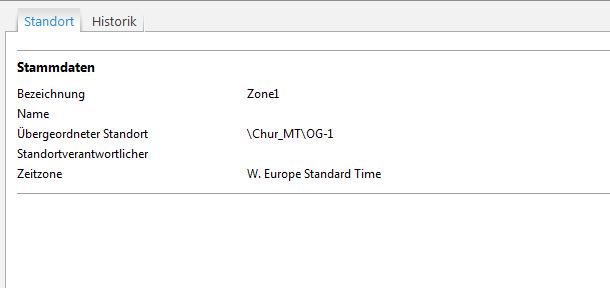 Standort Historik
Stammdaten
Bezeichnung Zone1
Name
Übergeordneter Standort \Chur_MT\OG-1
Standortverantwortlicher
Zeitzone W. Europe Standard Time